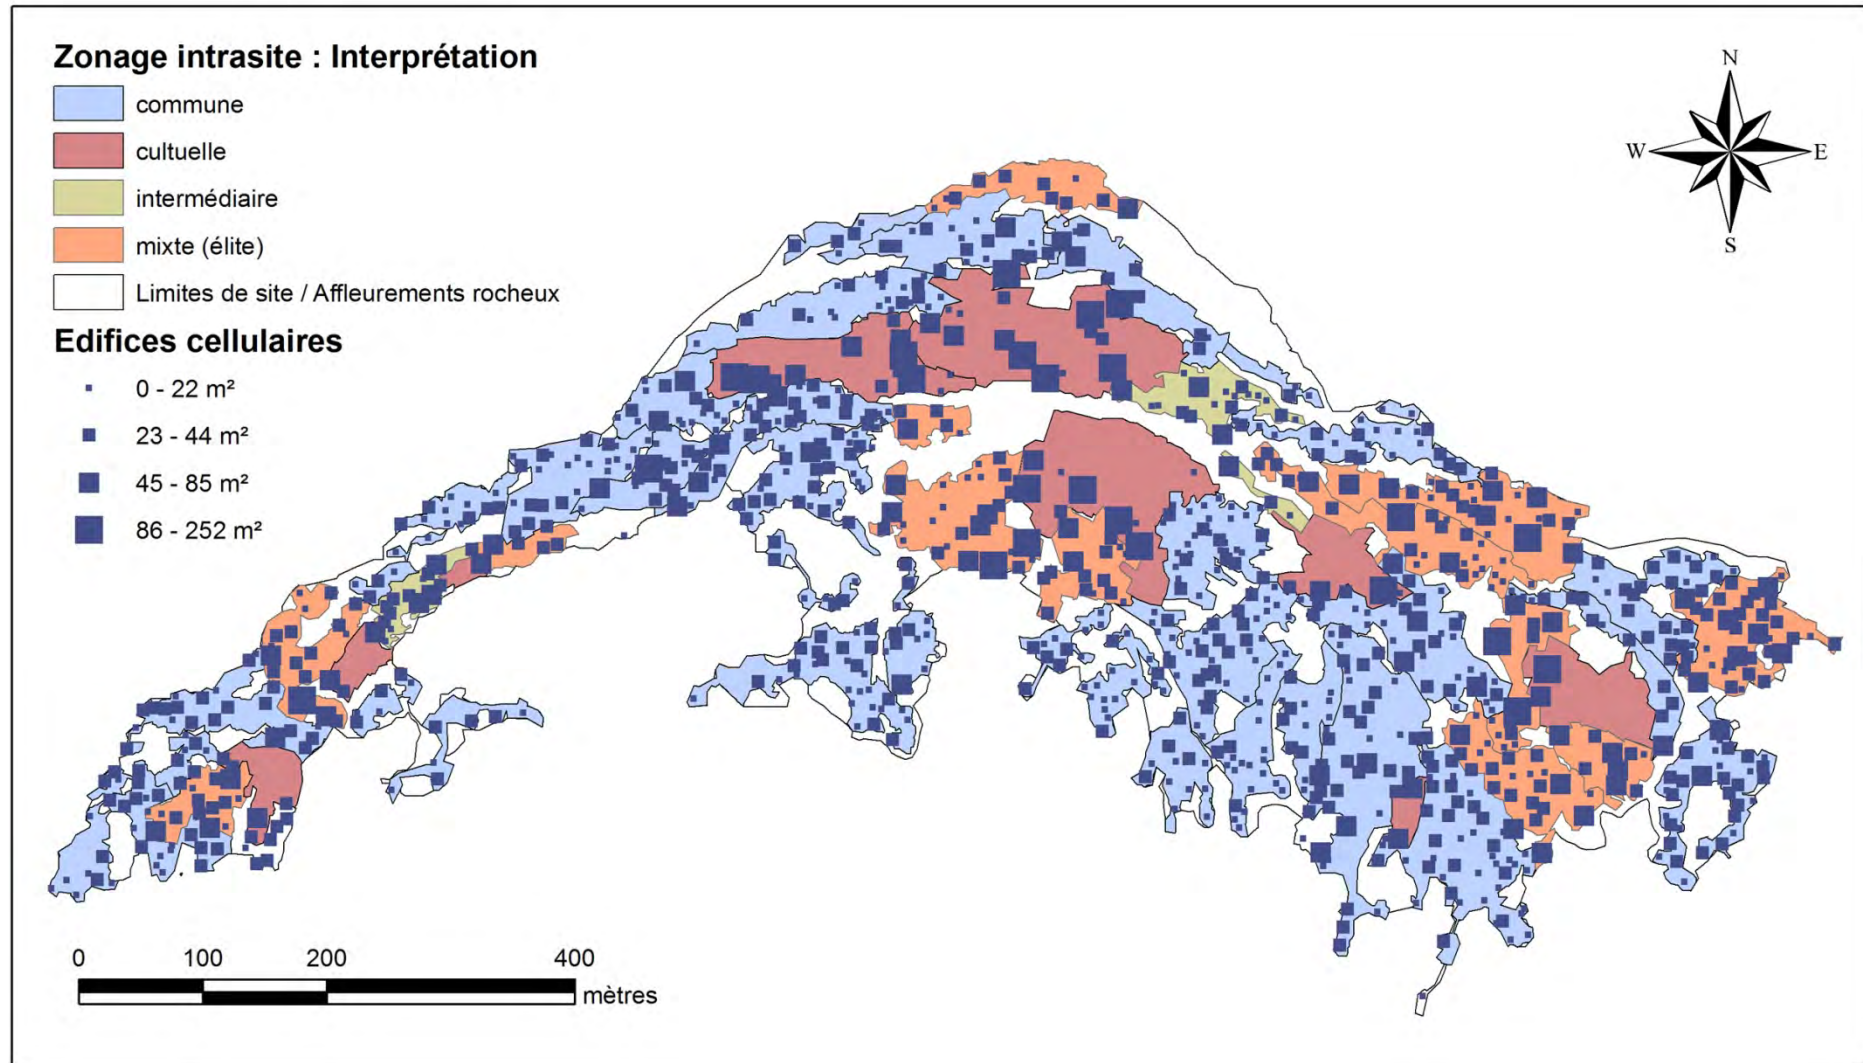 Zonage intrasite : Interprétation
commune
cultuelle
intermédiaire
mixte (élite)
Limites de site / Affleurements rocheux
Edifices cellulaires
0 - 22 m²
23 - 44 m²
45 - 85 m²
86 - 252 m²
N
W E
S
0 100 200 400
mètres